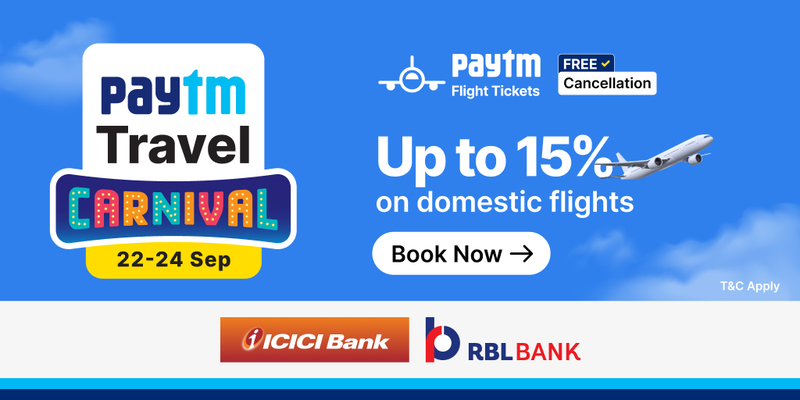 paytm
Travel
CARNIVAL
22-24 Sep
paytm
Flight Tickets
FREE
Cancellation
Up to 15%
on domestic flights
Book Now →
T&C Apply
ICICI Bank
RBL BANK